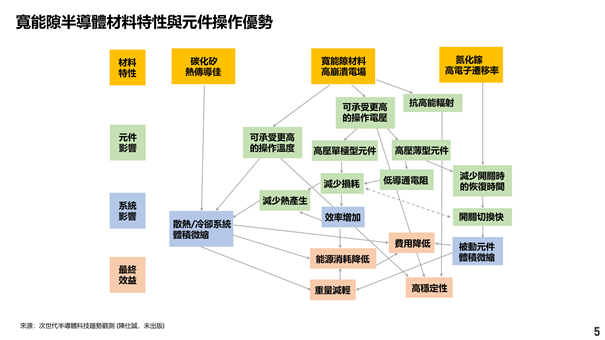 寬能隙半導體材料特性與元件操作優勢
材料
特性
碳化矽
熱傳導佳
寬能隙材料
高崩潰電場
氮化鎵
高電子遷移率
可承受更高
的操作電壓
抗高能輻射
元件
影響
可承受更高
的操作溫度
高壓單極型元件
高壓薄型元件
減少損耗
低導通電阻
減少開關時
的恢復時間
減少熱產生
系統
影響
散熱/冷卻系統
體積微縮
效率增加
開關切換快
費用降低
被動元件
體積微縮
最終
效益
能源消耗降低
重量減輕
高穩定性
來源：次世代半導體科技趨勢觀測 (陳仕誠，未出版)
5